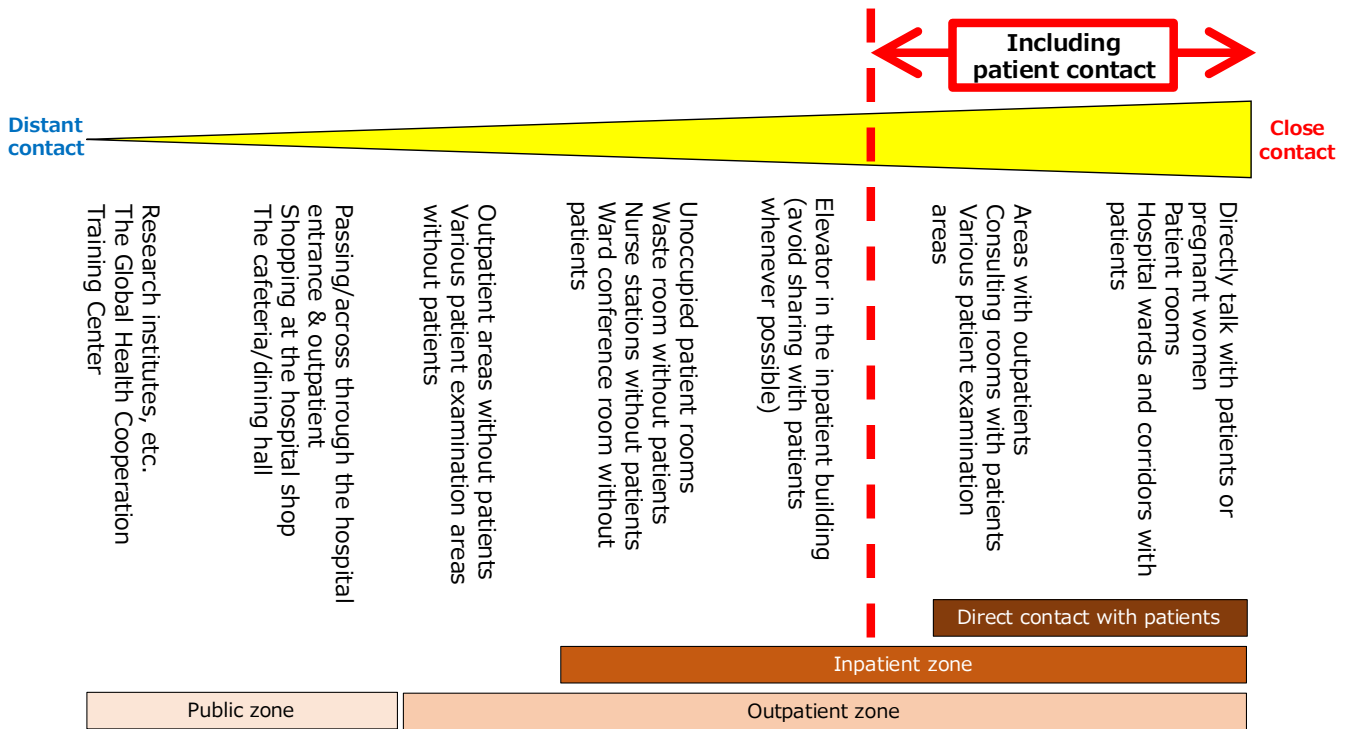 Including
patient contact
Distant
contact
Close
contact
Research institutes, etc.
The Global Health Cooperation
Training Center
Passing/across through the hospital
entrance & outpatient
Shopping at the hospital shop
The cafeteria/dining hall
Outpatient areas without patients
Various patient examination areas
without patients
Unoccupied patient rooms
Waste room without patients
Nurse stations without patients
Ward conference room without
patients
Elevator in the inpatient building
(avoid sharing with patients
whenever possible)
Areas with outpatients
Consulting rooms with patients
Various patient examination
areas
Directly talk with patients or
pregnant women
Patient rooms
Hospital wards and corridors with
patients
Direct contact with patients
Inpatient zone
Public zone
Outpatient zone